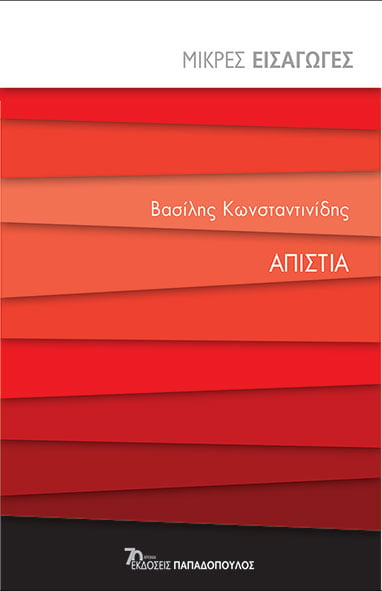 ΜΙΚΡΕΣ ΕΙΣΑΓΩΓΕΣ
Βασίλης Κωνσταντινίδης
ΑΠΙΣΤΙΑ
70 ΧΡΟΝΙΑ
ΕΚΔΟΣΕΙΣ ΠΑΠΑΔΟΠΟΥΛΟΣ